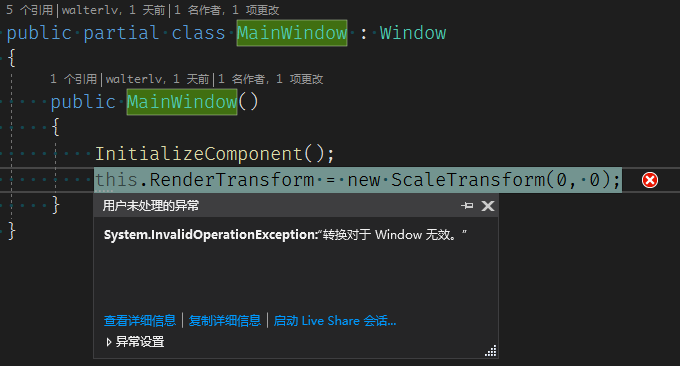 5 个引用|walterlv, 1 天前|1 名作者, 1 项更改
public partial class MainWindow : Window
{
1 个引用|walterlv, 1 天前|1 名作者, 1 项更改
public MainWindow()
{
InitializeComponent();
this.RenderTransform = new ScaleTransform(0, 0);
}
}
用户未处理的异常
System.InvalidOperationException:“转换对于 Window 无效。”
查看详细信息 | 复制详细信息 | 启动 Live Share 会话...
异常设置